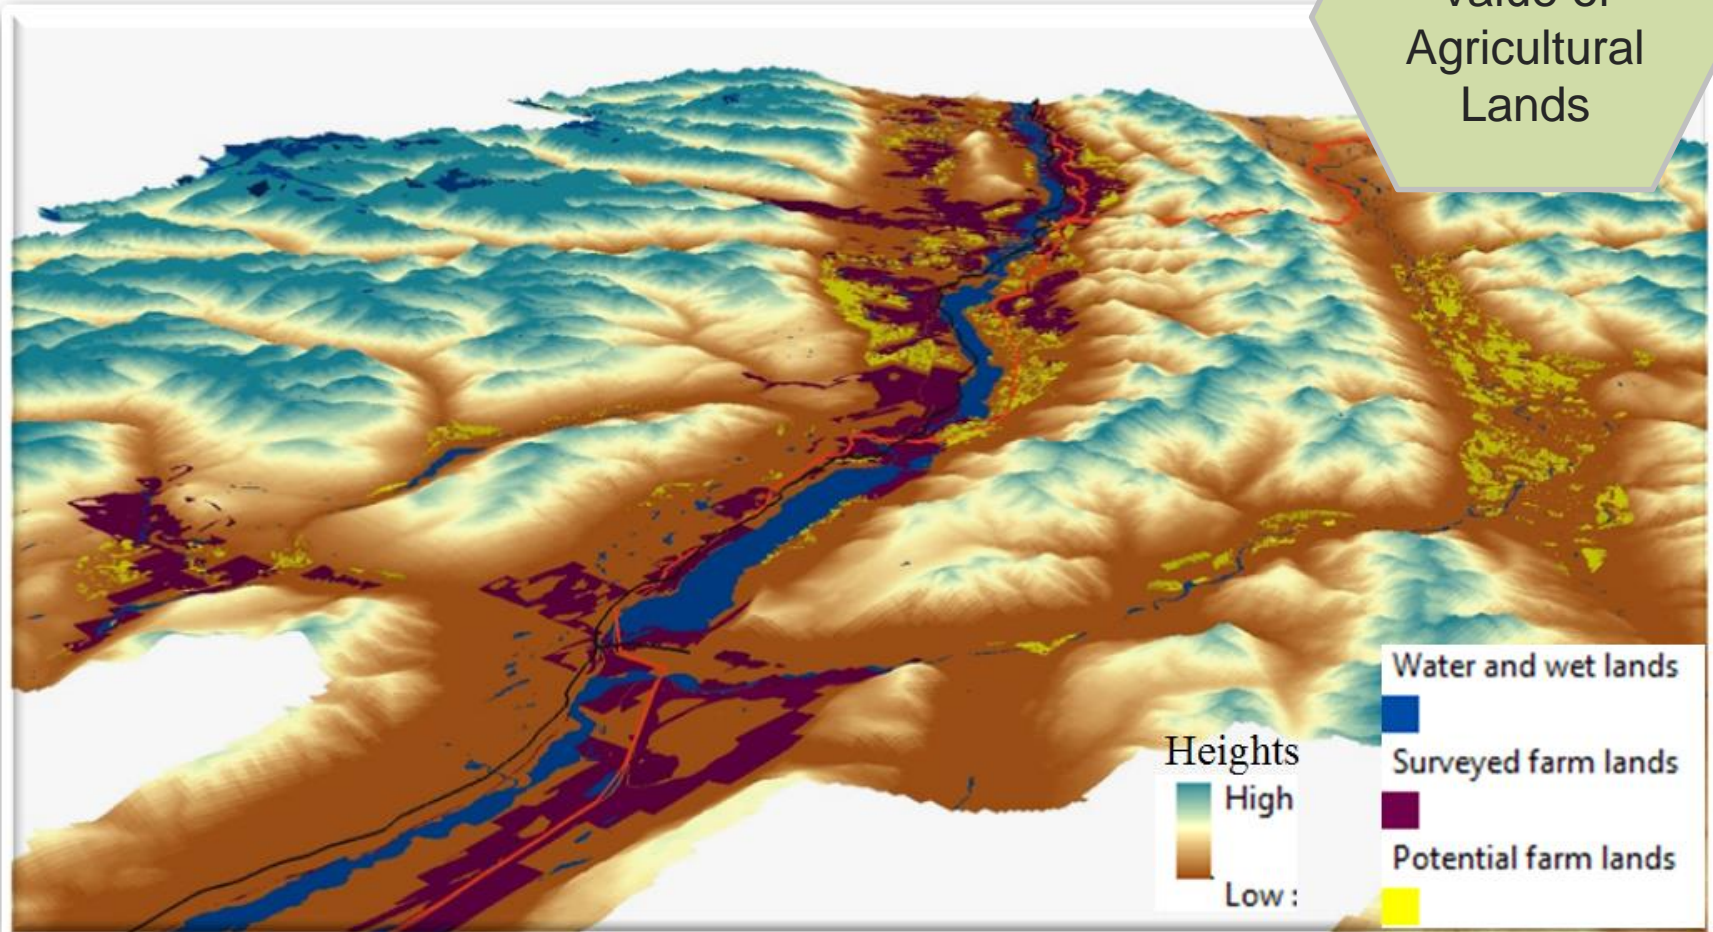 Agricultural
Lands
Water and wet lands
Surveyed farm lands
Potential farm lands
Heights
High
Low :